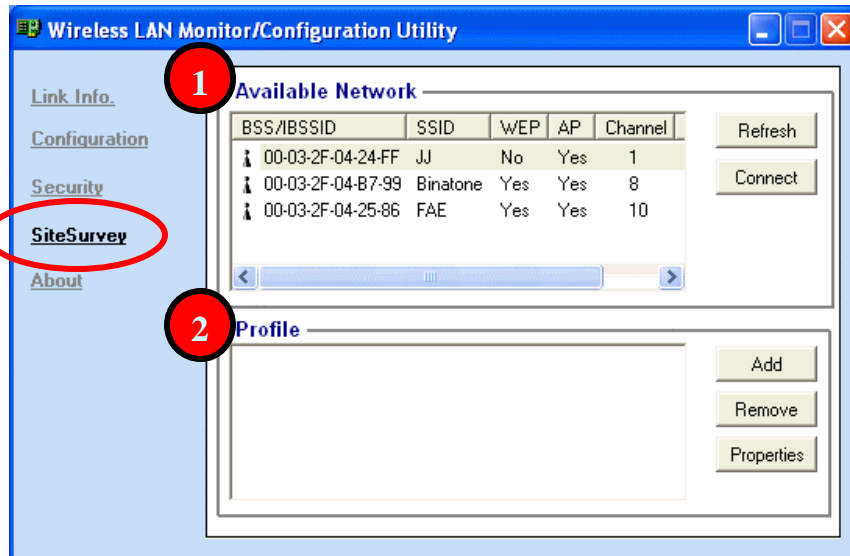 Wireless LAN Monitor/Configuration Utility
Link Info.
Configuration
Security
SiteSurvey
About
1
Available Network
BSS/IBSSID SSID WEP AP Channel
00-03-2F-04-24-FF JJ No Yes 1
00-03-2F-04-B7-99 Binatone Yes Yes 8
00-03-2F-04-25-86 FAE Yes Yes 10
Refresh
Connect
2
Profile
Add
Remove
Properties